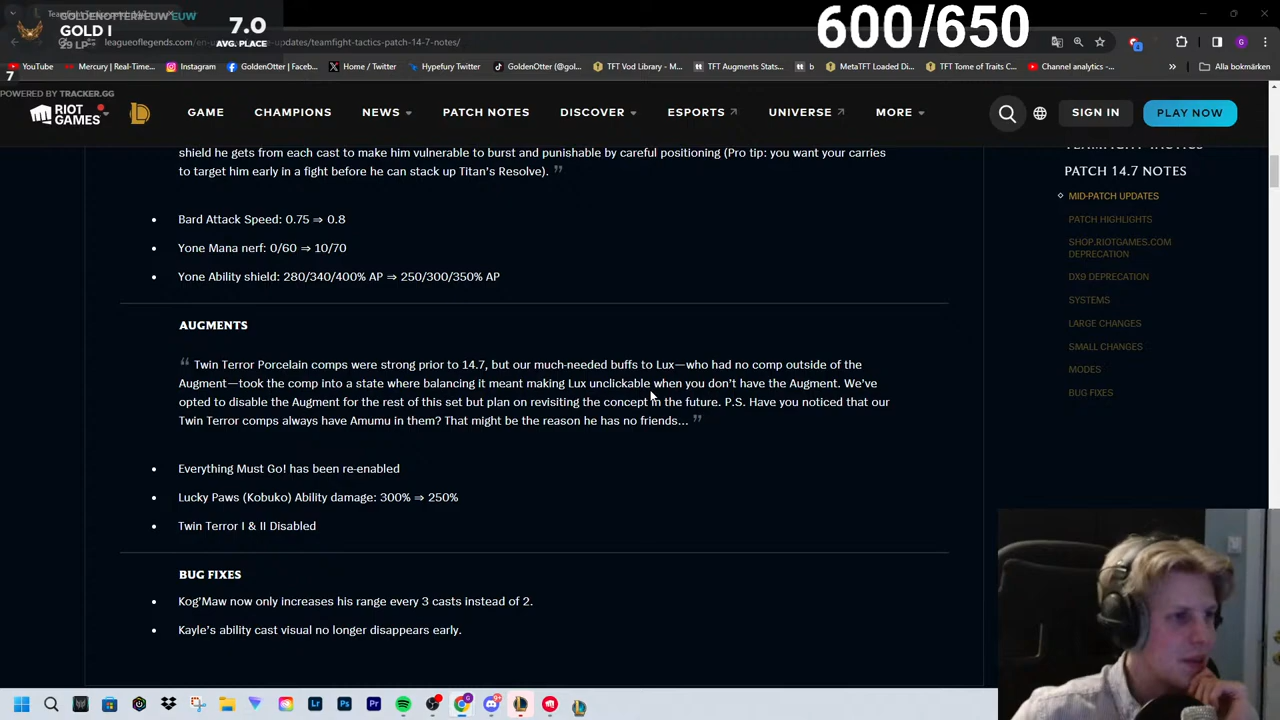 GOLDENOTTER#EUW EUW
GOLD I
29 LP
7.0
AVG. PLACE
7
POWERED BY TRACKER.GG
600/650
leagueoflegends.com/en-
-updates/teamfight-tactics-patch-14-7-notes/
YouTube
Mercury | Real-Time...
Instagram
GoldenOtter | Faceb...
Home / Twitter
Hypefury Twitter
GoldenOtter (@gol...
TFT Vod Library - M...
TFT Augments Stats...
b
MetaTFT Loaded Di...
TFT Tome of Traits C...
Channel analytics -...
Alla bokmärken
RIOT GAMES
GAME
CHAMPIONS
NEWS
PATCH NOTES
DISCOVER
ESPORTS
UNIVERSE
MORE
SIGN IN
PLAY NOW
shield he gets from each cast to make him vulnerable to burst and punishable by careful positioning (Pro tip: you want your carries
to target him early in a fight before he can stack up Titan's Resolve). ”
• Bard Attack Speed: 0.75 ⇒ 0.8
• Yone Mana nerf: 0/60 ⇒ 10/70
• Yone Ability shield: 280/340/400% AP ⇒ 250/300/350% AP
AUGMENTS
“ Twin Terror Porcelain comps were strong prior to 14.7, but our much-needed buffs to Lux—who had no comp outside of the
Augment—took the comp into a state where balancing it meant making Lux unclickable when you don't have the Augment. We've
opted to disable the Augment for the rest of this set but plan on revisiting the concept in the future. P.S. Have you noticed that our
Twin Terror comps always have Amumu in them? That might be the reason he has no friends... ”
• Everything Must Go! has been re-enabled
• Lucky Paws (Kobuko) Ability damage: 300% ⇒ 250%
• Twin Terror I & II Disabled
BUG FIXES
• Kog'Maw now only increases his range every 3 casts instead of 2.
• Kayle's ability cast visual no longer disappears early.
TEAMFIGHT TACTICS
PATCH 14.7 NOTES
MID-PATCH UPDATES
PATCH HIGHLIGHTS
SHOP.RIOTGAMES.COM
DEPRECATION
DX9 DEPRECATION
SYSTEMS
LARGE CHANGES
SMALL CHANGES
MODES
BUG FIXES